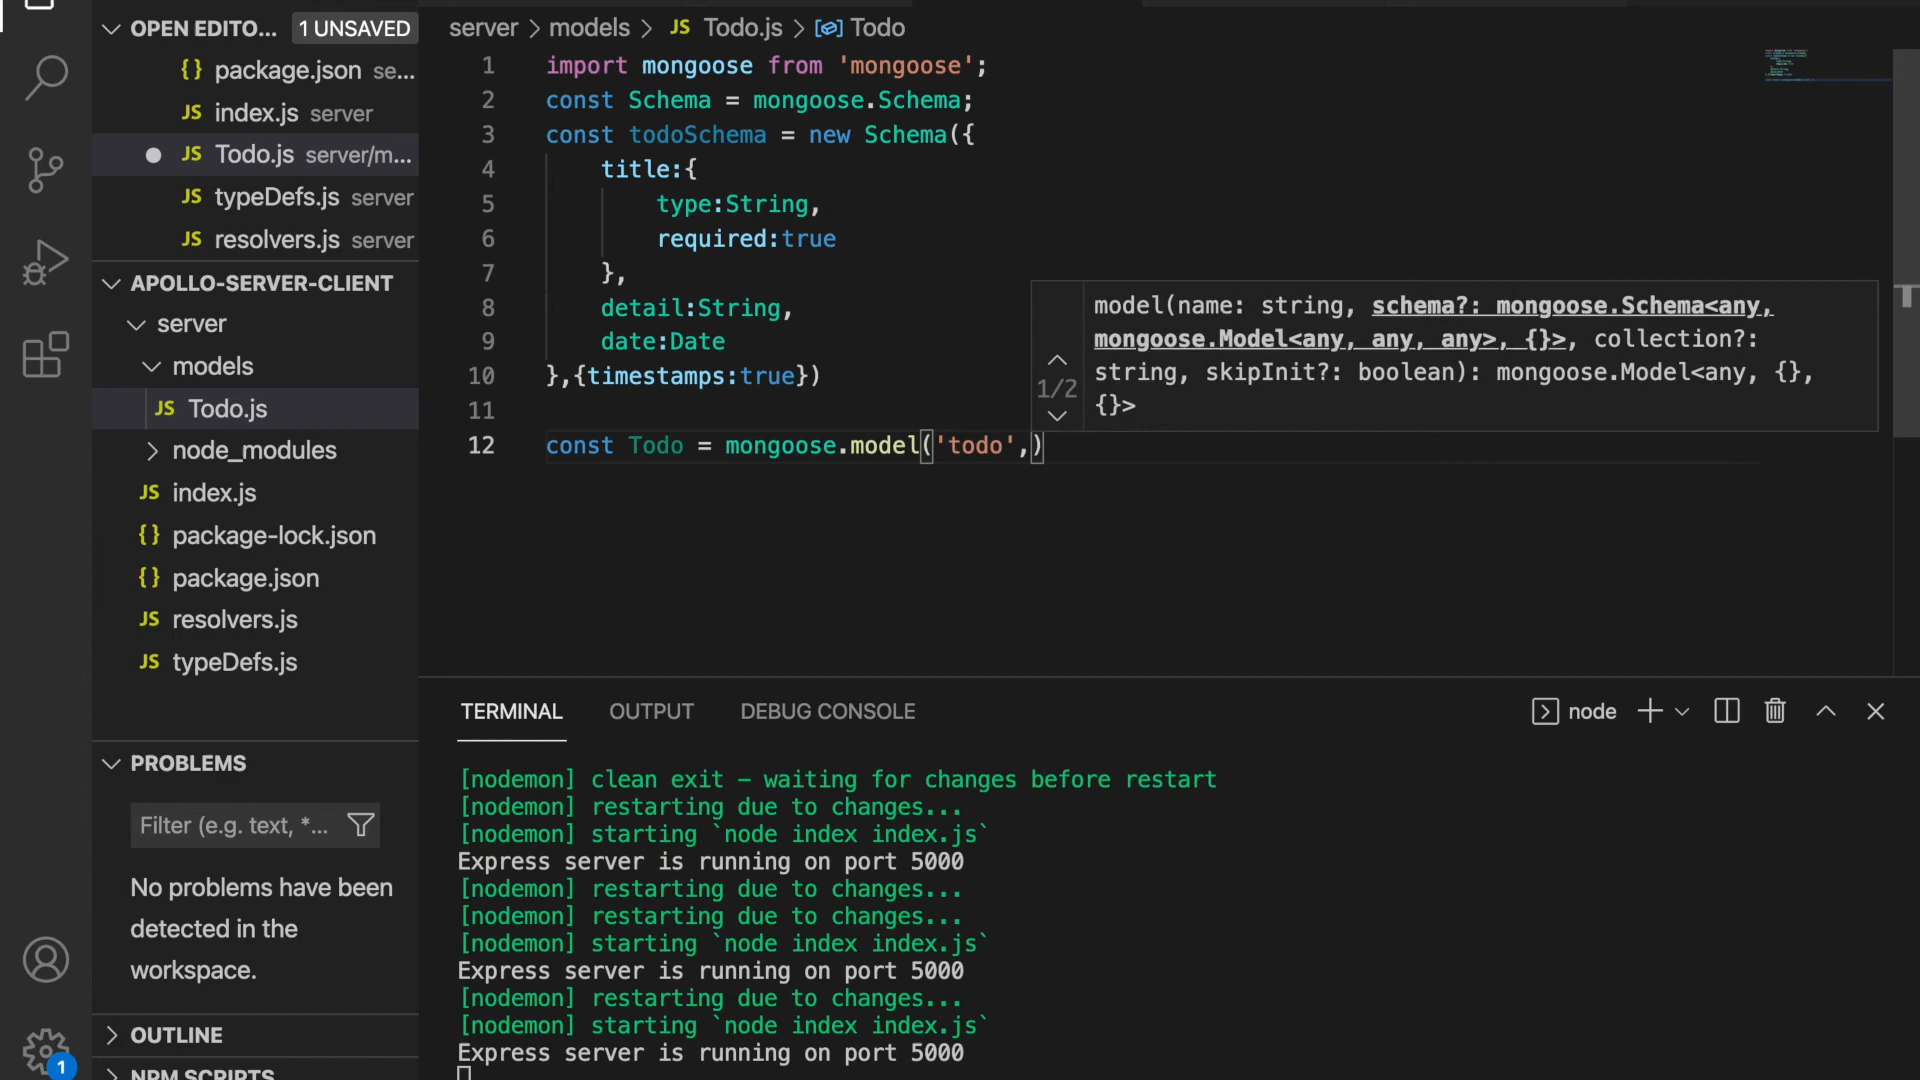 OPEN EDITO... 1 UNSAVED
{} package.json se...
JS index.js server
JS Todo.js server/m...
JS typeDefs.js server
JS resolvers.js server
APOLLO-SERVER-CLIENT
server
models
JS Todo.js
node_modules
JS index.js
{} package-lock.json
{} package.json
JS resolvers.js
JS typeDefs.js
PROBLEMS
Filter (e.g. text, *...
No problems have been
detected in the
workspace.
OUTLINE
NPM SCRIPTS
1
server > models > JS Todo.js > Todo
1 import mongoose from 'mongoose';
2 const Schema = mongoose.Schema;
3 const todoSchema = new Schema({
4 title:{
5 type:String,
6 required:true
7 },
8 detail:String,
9 date:Date
10 },{timestamps:true})
11
12 const Todo = mongoose.model('todo',)
1/2
model(name: string, schema?: mongoose.Schema<any,
mongoose.Model<any, any, any>, {}>, collection?:
string, skipInit?: boolean): mongoose.Model<any, {},
{}>
TERMINAL OUTPUT DEBUG CONSOLE node
[nodemon] clean exit - waiting for changes before restart
[nodemon] restarting due to changes...
[nodemon] starting `node index index.js`
Express server is running on port 5000
[nodemon] restarting due to changes...
[nodemon] restarting due to changes...
[nodemon] starting `node index index.js`
Express server is running on port 5000
[nodemon] restarting due to changes...
[nodemon] starting `node index index.js`
Express server is running on port 5000